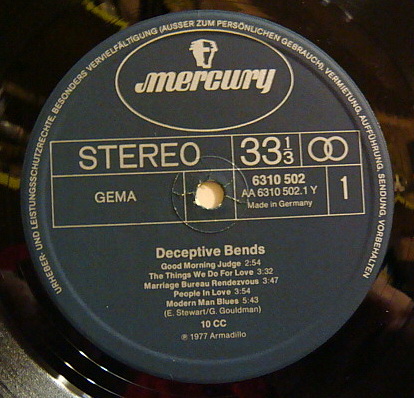 URHEBER- UND LEISTUNGSSCHUTZRECHTE, BESONDERS VERVIELFÄLTIGUNG (AUSSER ZUM PERSÖNLICHEN GEBRAUCH), VERMIETUNG, AUFFÜHRUNG, SENDUNG, VORBEHALTEN
mercury
STEREO 33 1/3
GEMA
6310 502
AA 6310 502.1 Y
Made in Germany
1
Deceptive Bends
Good Morning Judge 2:54
The Things We Do For Love 3:32
Marriage Bureau Rendezvous 3:47
People In Love 3:54
Modern Man Blues 5:43
(E. Stewart/G. Gouldman)
10 CC
℗ 1977 Armadillo